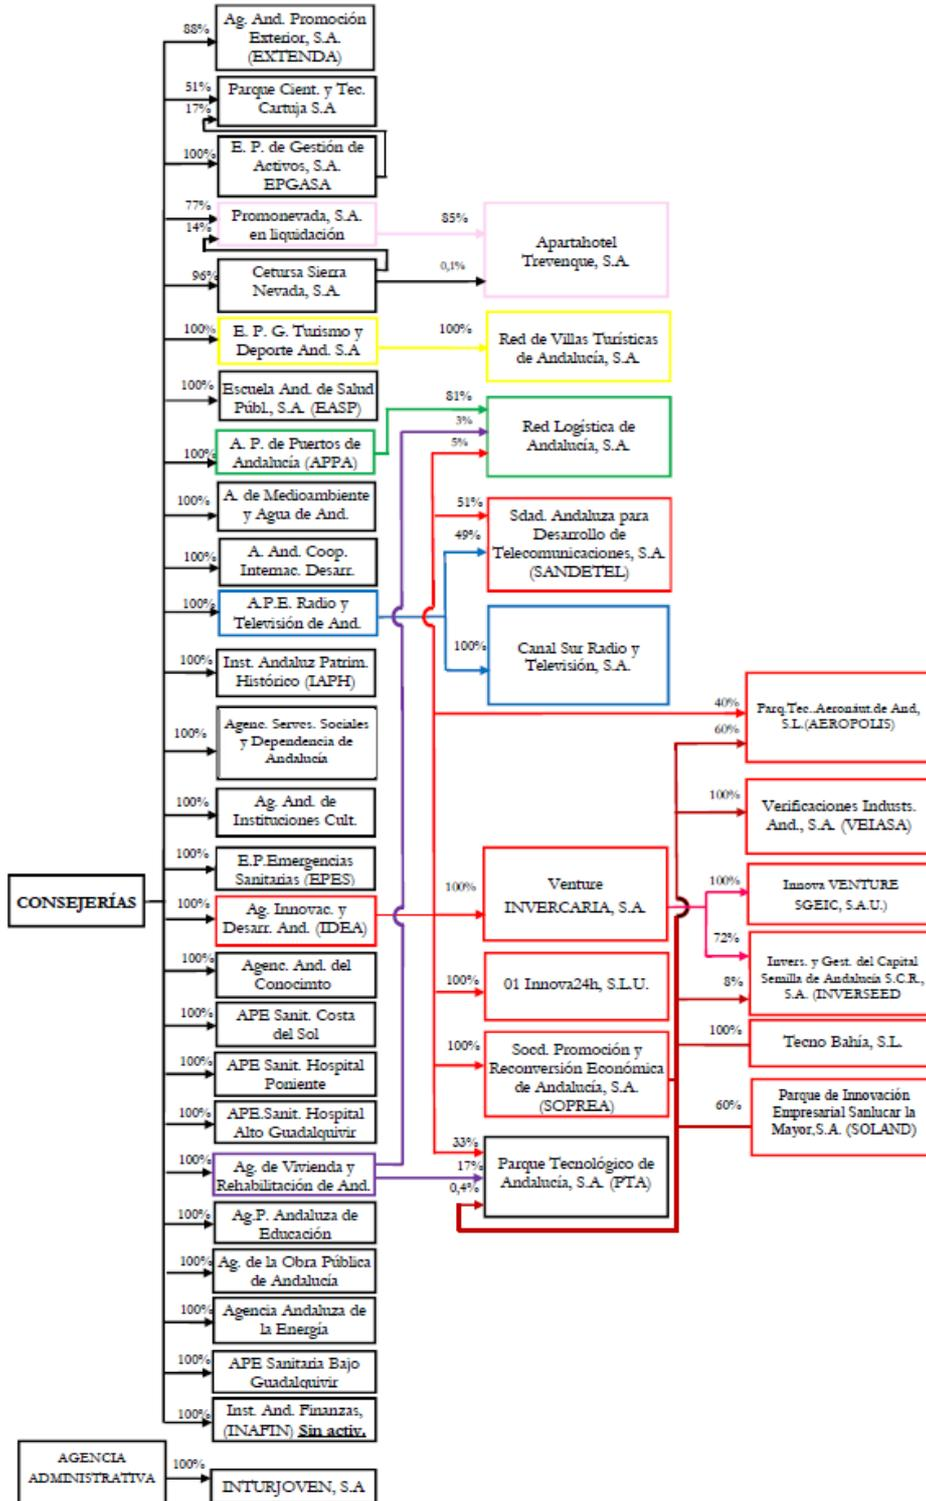 88%
Ag. And. Promoción
Exterior, S.A.
(EXTENDA)
51%
17%
Parque Cient. y Tec.
Cartuja S.A
100%
E. P. de Gestión de
Activos, S.A.
EPGASA
77%
14%
Promonevada, S.A.
en liquidación
85%
Apartahotel
Trevenque, S.A.
96%
Cetursa Sierra
Nevada, S.A.
0,1%
100%
E. P. G. Turismo y
Deporte And. S.A
100%
Red de Villas Turísticas
de Andalucía, S.A.
100%
Escuela And. de Salud
Públ., S.A. (EASP)
100%
A. P. de Puertos de
Andalucía (APPA)
81%
3%
5%
Red Logística de
Andalucía, S.A.
100%
A. de Medioambiente
y Agua de And.
51%
49%
Sdad. Andaluza para
Desarrollo de
Telecomunicaciones, S.A.
(SANDETEL)
100%
A. And. Coop.
Internac. Desarr.
100%
A.P.E. Radio y
Televisión de And.
100%
Canal Sur Radio y
Televisión, S.A.
100%
Inst. Andaluz Patrim.
Histórico (IAPH)
40%
60%
Parq.Tec..Aeronáut.de And,
S.L.(AEROPOLIS)
100%
Agenc. Serves. Sociales
y Dependencia de
Andalucía
100%
Ag. And. de
Instituciones Cult.
100%
Verificaciones Industs.
And., S.A. (VEIASA)
100%
E.P.Emergencias
Sanitarias (EPES)
CONSEJERÍAS
100%
Ag. Innovac. y
Desarr. And. (IDEA)
100%
Venture
INVERCARIA, S.A.
100%
Innova VENTURE
SGEIC, S.A.U.)
72%
8%
Invers. y Gest. del Capital
Semilla de Andalucía S.C.R.,
S.A. (INVERSEED
100%
Agenc. And. del
Conocimto
100%
01 Innova24h, S.L.U.
100%
APE Sanit. Costa
del Sol
100%
Tecno Bahía, S.L.
100%
APE Sanit. Hospital
Poniente
100%
Socd. Promoción y
Reconversión Económica
de Andalucía, S.A.
(SOPREA)
60%
Parque de Innovación
Empresarial Sanlucar la
Mayor,S.A. (SOLAND)
100%
APE.Sanit. Hospital
Alto Guadalquivir
100%
Ag. de Vivienda y
Rehabilitación de And.
33%
17%
0,4%
Parque Tecnológico de
Andalucía, S.A. (PTA)
100%
Ag.P. Andaluza de
Educación
100%
Ag. de la Obra Pública
de Andalucía
100%
Agencia Andaluza de
la Energía
100%
APE Sanitaria Bajo
Guadalquivir
100%
Inst. And. Finanzas,
(INAFIN) Sin activ.
AGENCIA
ADMINISTRATIVA
100%
INTURJOVEN, S.A